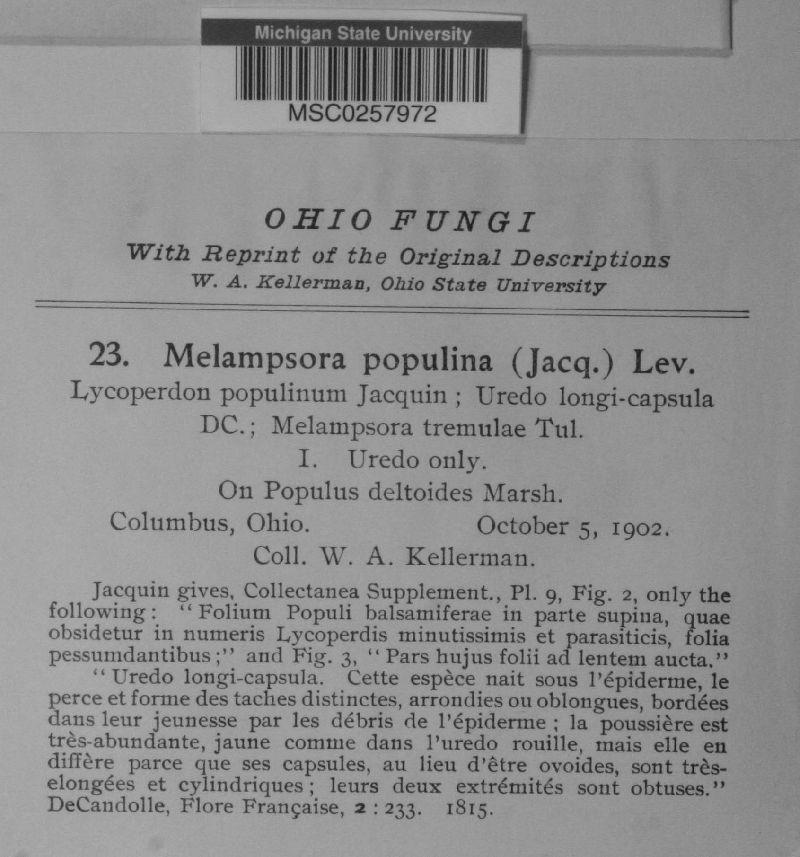 Michigan State University
MSC0257972
OHIO FUNGI
With Reprint of the Original Descriptions
W. A. Kellerman, Ohio State University
23. Melampsora populina (Jacq.) Lev.
Lycoperdon populinum Jacquin ; Uredo longi-capsula
DC. ; Melampsora tremulae Tul.
I. Uredo only.
On Populus deltoides Marsh.
Columbus, Ohio. October 5, 1902.
Coll. W. A. Kellerman.
Jacquin gives, Collectanea Supplement., Pl. 9, Fig. 2, only the
following : “Folium Populi balsamiferae in parte supina, quae
obsidetur in numeris Lycoperdis minutissimis et parasiticis, folia
pessumdantibus ;” and Fig. 3, “Pars hujus folii ad lentem aucta.”
“Uredo longi-capsula. Cette espèce nait sous l'épiderme, le
perce et forme des taches distinctes, arrondies ou oblongues, bordées
dans leur jeunesse par les débris de l'épiderme ; la poussière est
très-abundante, jaune comme dans l'uredo rouille, mais elle en
diffère parce que ses capsules, au lieu d'être ovoides, sont très-
elongées et cylindriques ; leurs deux extrémités sont obtuses.”
DeCandolle, Flore Française, 2 : 233. 1815.